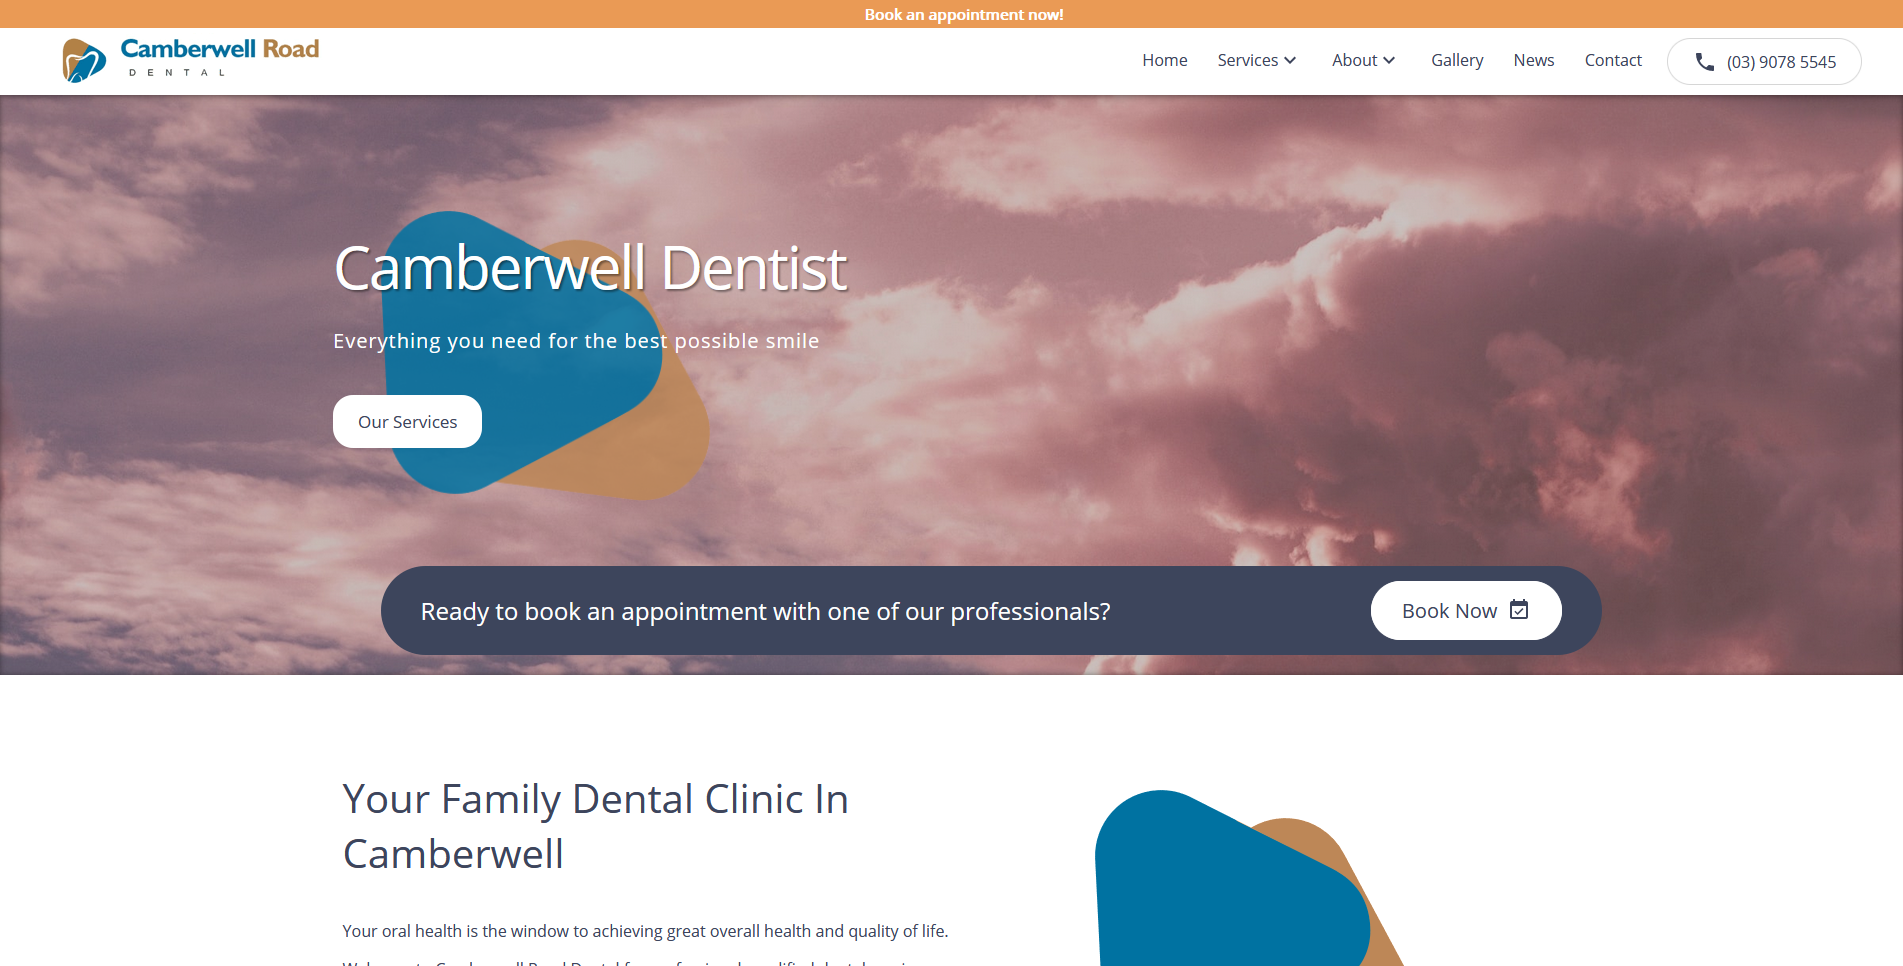 Book an appointment now!
Camberwell Road
DENTAL
Home
Services
About
Gallery
News
Contact
(03) 9078 5545
Camberwell Dentist
Everything you need for the best possible smile
Our Services
Ready to book an appointment with one of our professionals?
Book Now
Your Family Dental Clinic In
Camberwell
Your oral health is the window to achieving great overall health and quality of life.